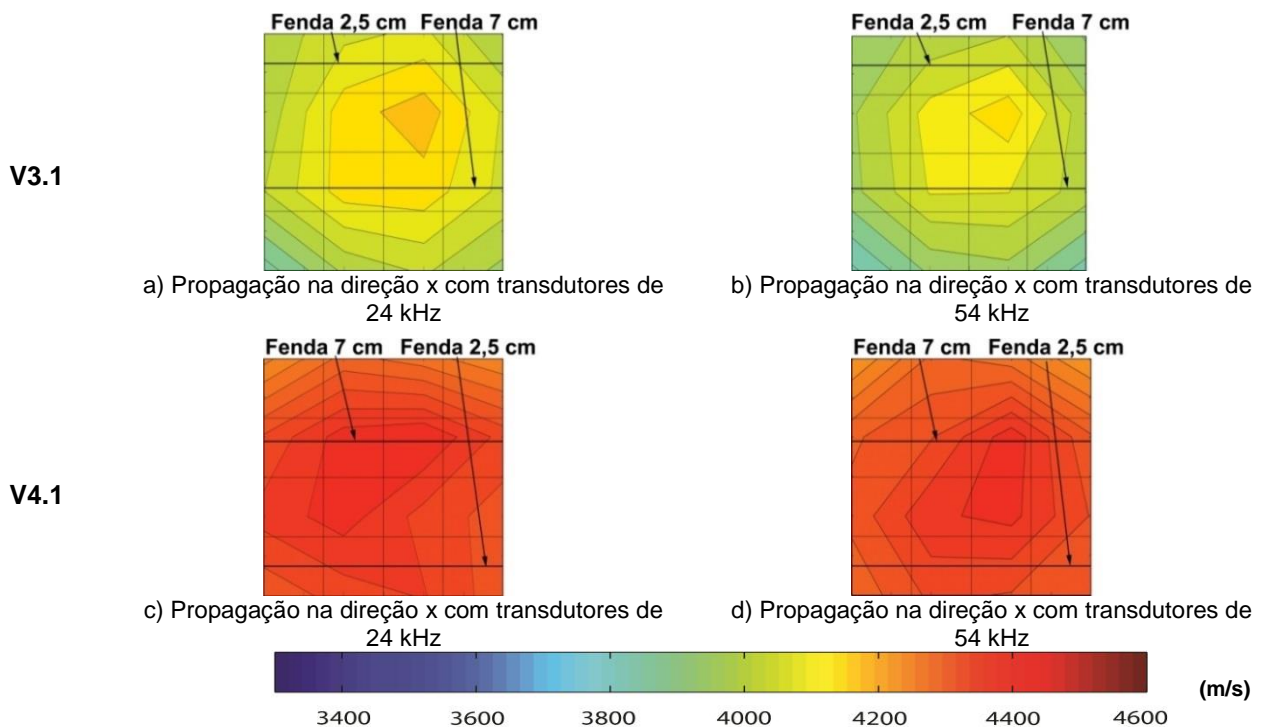 Fenda 2,5 cm Fenda 7 cm
Fenda 2,5 cm Fenda 7 cm
V3.1
a) Propagação na direção x com transdutores de
24 kHz
b) Propagação na direção x com transdutores de
54 kHz
Fenda 7 cm Fenda 2,5 cm
Fenda 7 cm Fenda 2,5 cm
V4.1
c) Propagação na direção x com transdutores de
24 kHz
d) Propagação na direção x com transdutores de
54 kHz
(m/s)
3400 3600 3800 4000 4200 4400 4600